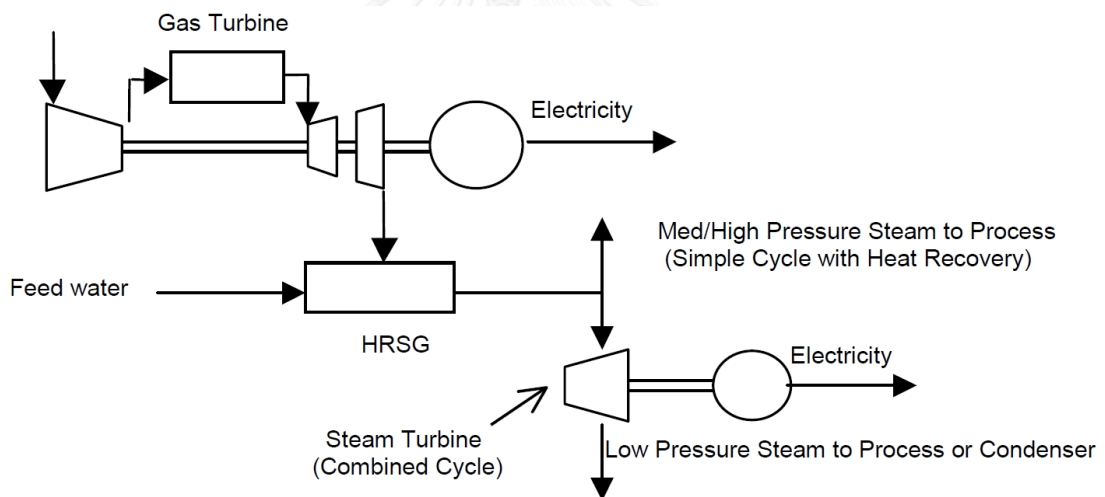 Gas Turbine
Electricity
Med/High Pressure Steam to Process
(Simple Cycle with Heat Recovery)
Feed water
HRSG
Electricity
Steam Turbine
(Combined Cycle)
Low Pressure Steam to Process or Condenser